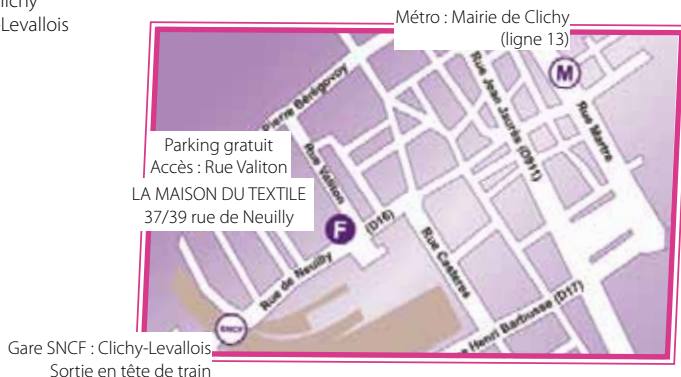 lichy
Levallois
Métro : Mairie de Clichy
(ligne 13)
M
Pierre Bérégovoy
Rue Jean Jaurès (D911)
Rue Martre
Parking gratuit
Accès : Rue Valiton
Rue Valiton
LA MAISON DU TEXTILE
37/39 rue de Neuilly
F
(D16)
Rue de Neuilly
Rue Casteres
Henri Barbusse (D17)
SNCF
Gare SNCF : Clichy-Levallois
Sortie en tête de train